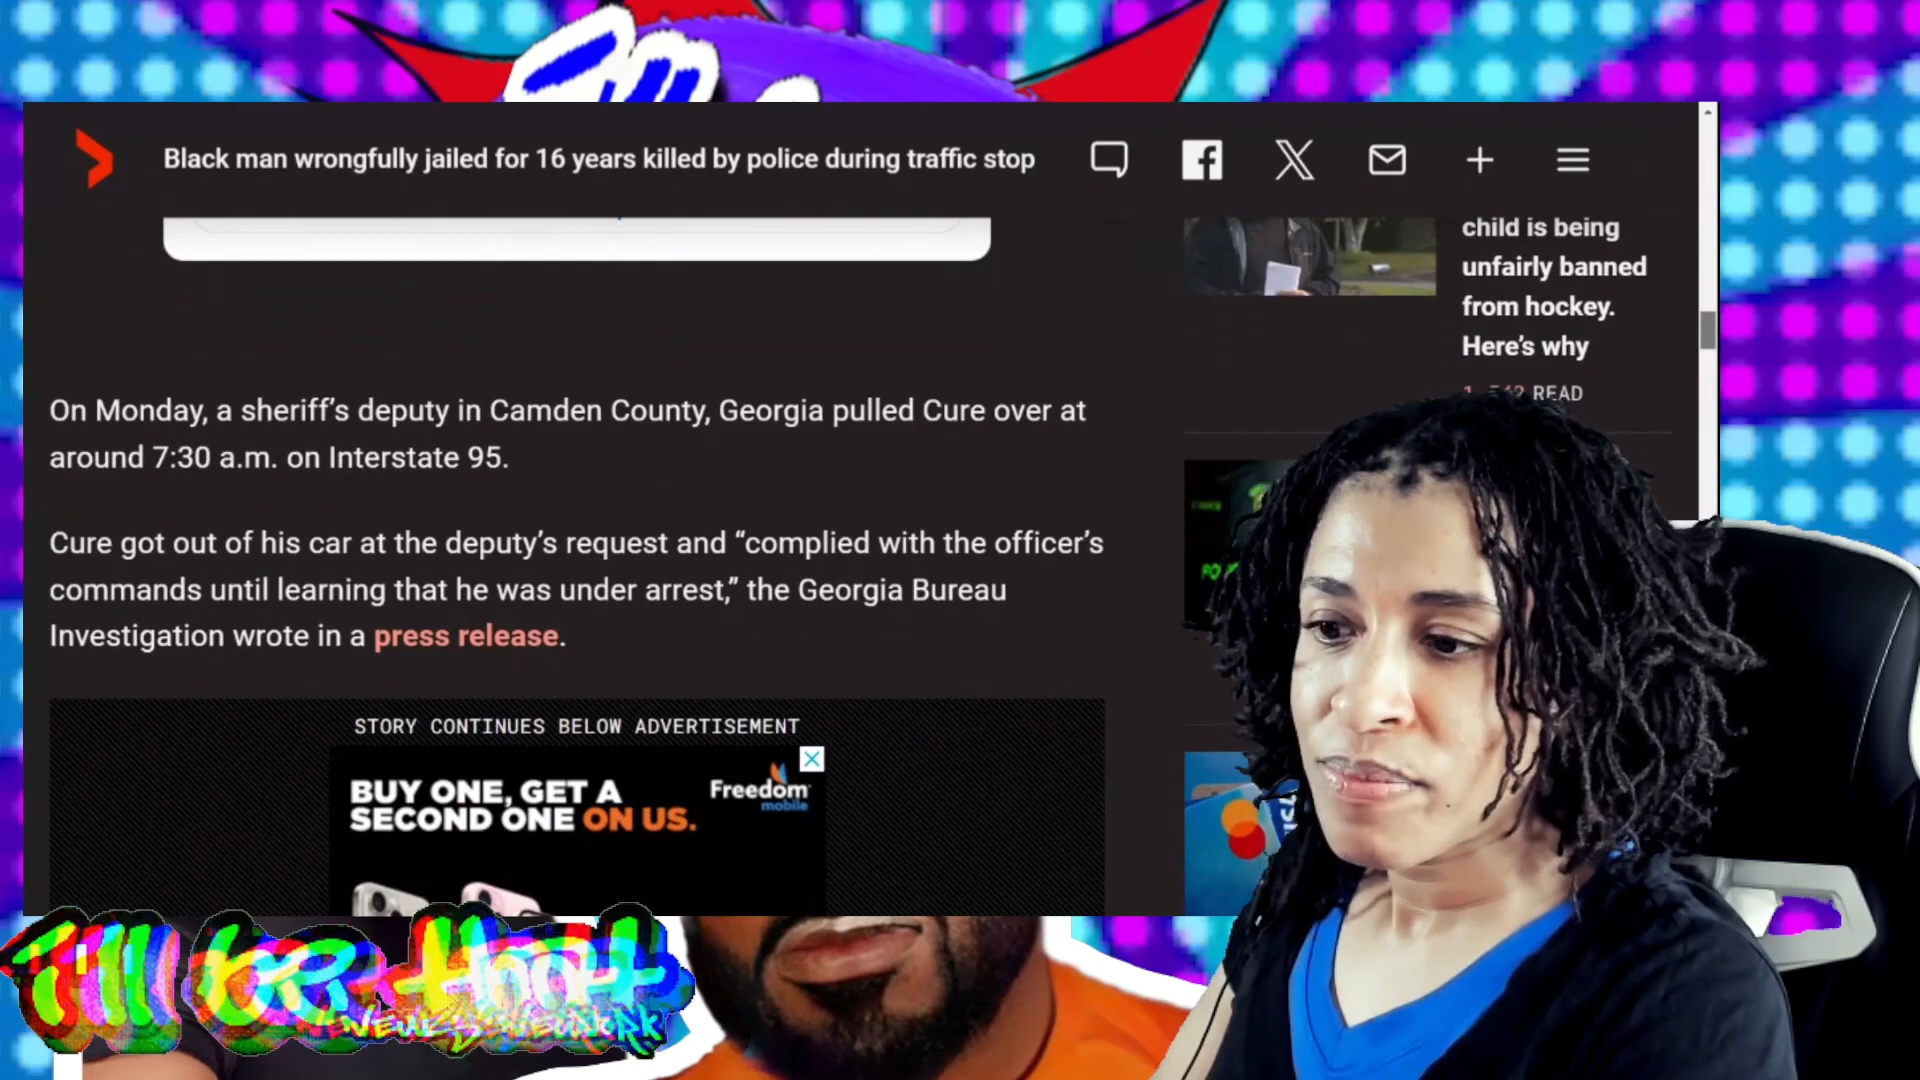 Black man wrongfully jailed for 16 years killed by police during traffic stop
child is being
unfairly banned
from hockey.
Here's why
READ
On Monday, a sheriff's deputy in Camden County, Georgia pulled Cure over at
around 7:30 a.m. on Interstate 95.
Cure got out of his car at the deputy's request and “complied with the officer's
commands until learning that he was under arrest,” the Georgia Bureau
Investigation wrote in a press release.
STORY CONTINUES BELOW ADVERTISEMENT
BUY ONE, GET A
SECOND ONE ON US.
Freedom
mobile